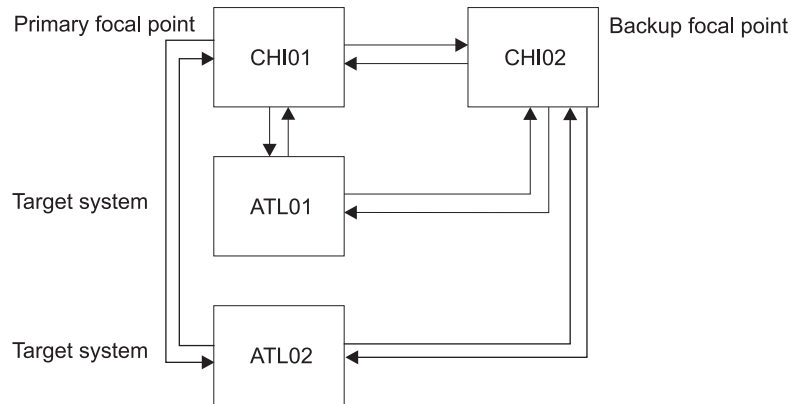 Primary focal point
CHI01
CHI02
Backup focal point
Target system
ATL01
Target system
ATL02